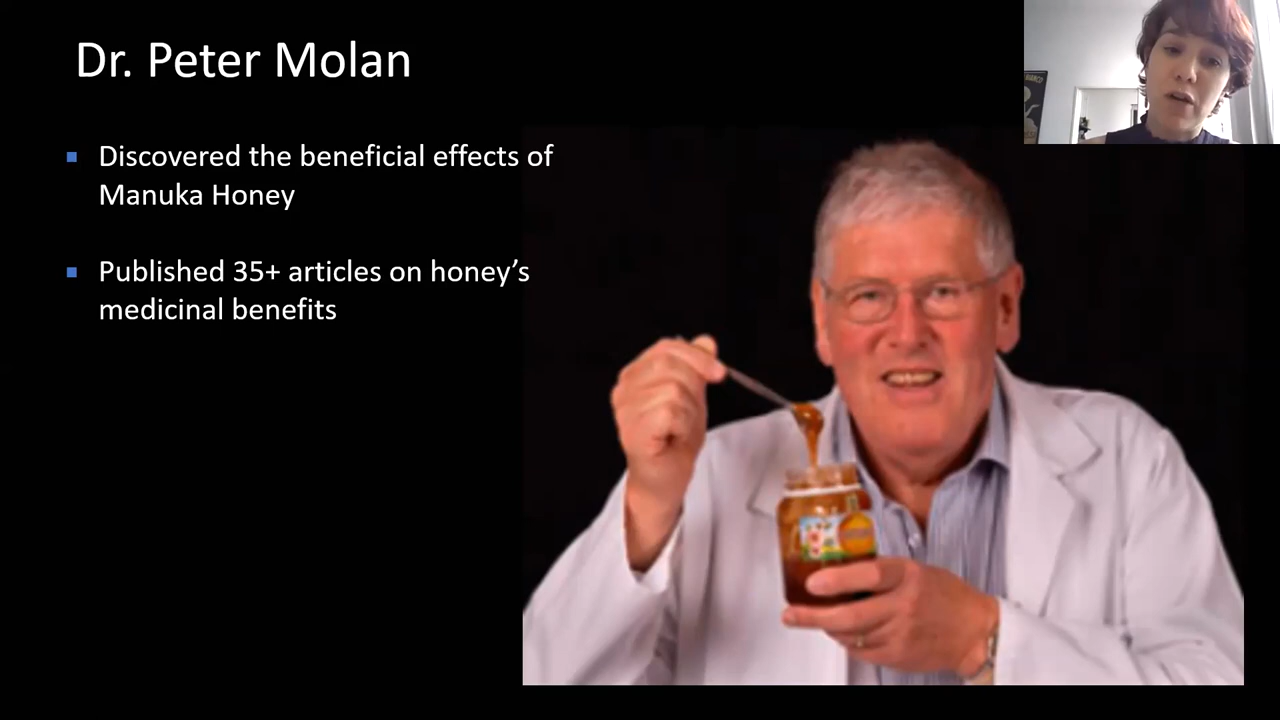 Dr. Peter Molan
Discovered the beneficial effects of
Manuka Honey
Published 35+ articles on honey’s
medicinal benefits